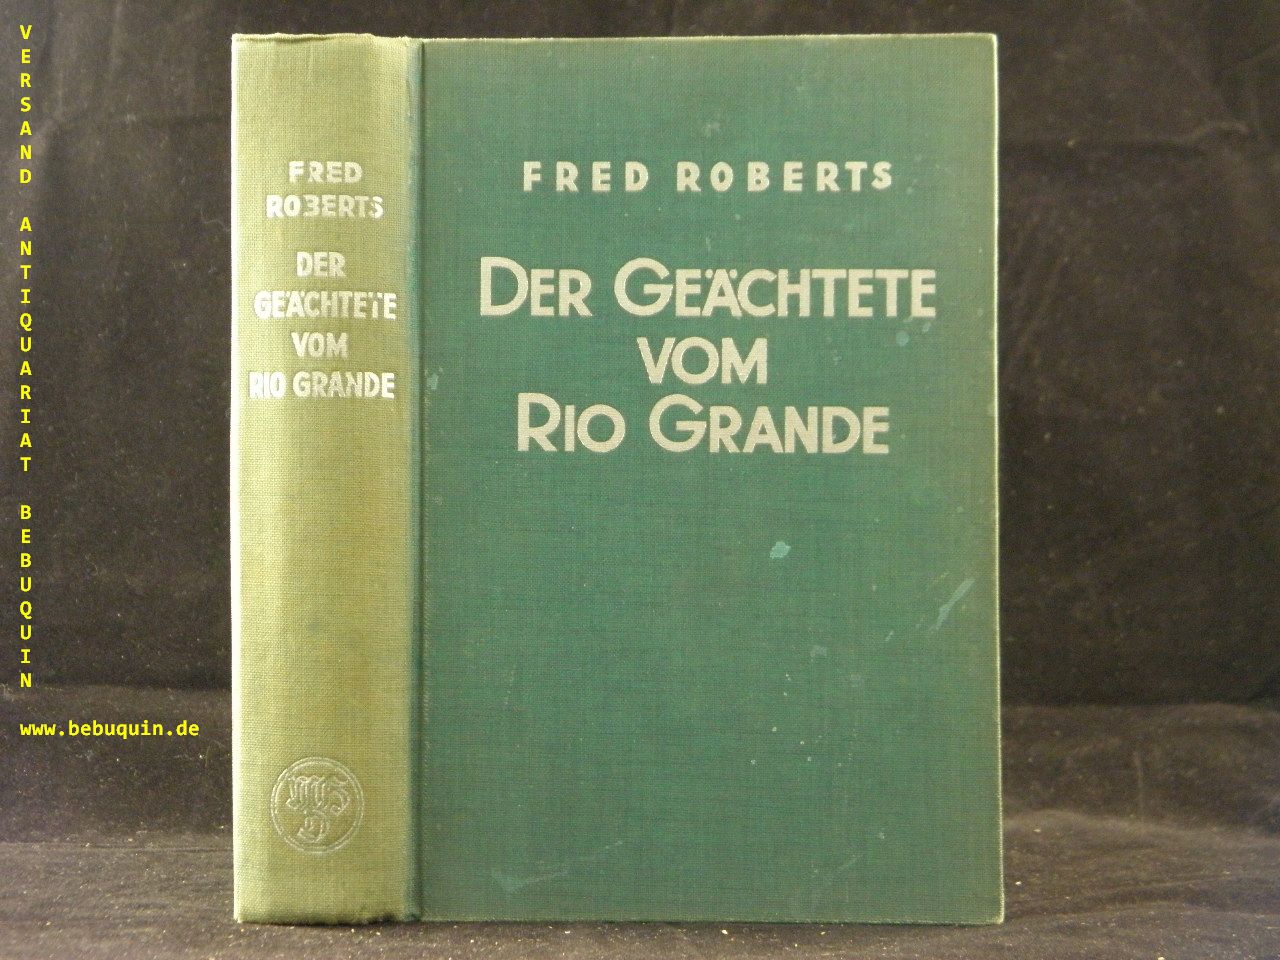 VERSAND ANTIQUARIAT BEBUQUIN
www.bebuquin.de
FRED
ROBERTS
DER
GEÄCHTETE
VOM
RIO GRANDE
FRED ROBERTS
DER GEÄCHTETE
VOM
RIO GRANDE